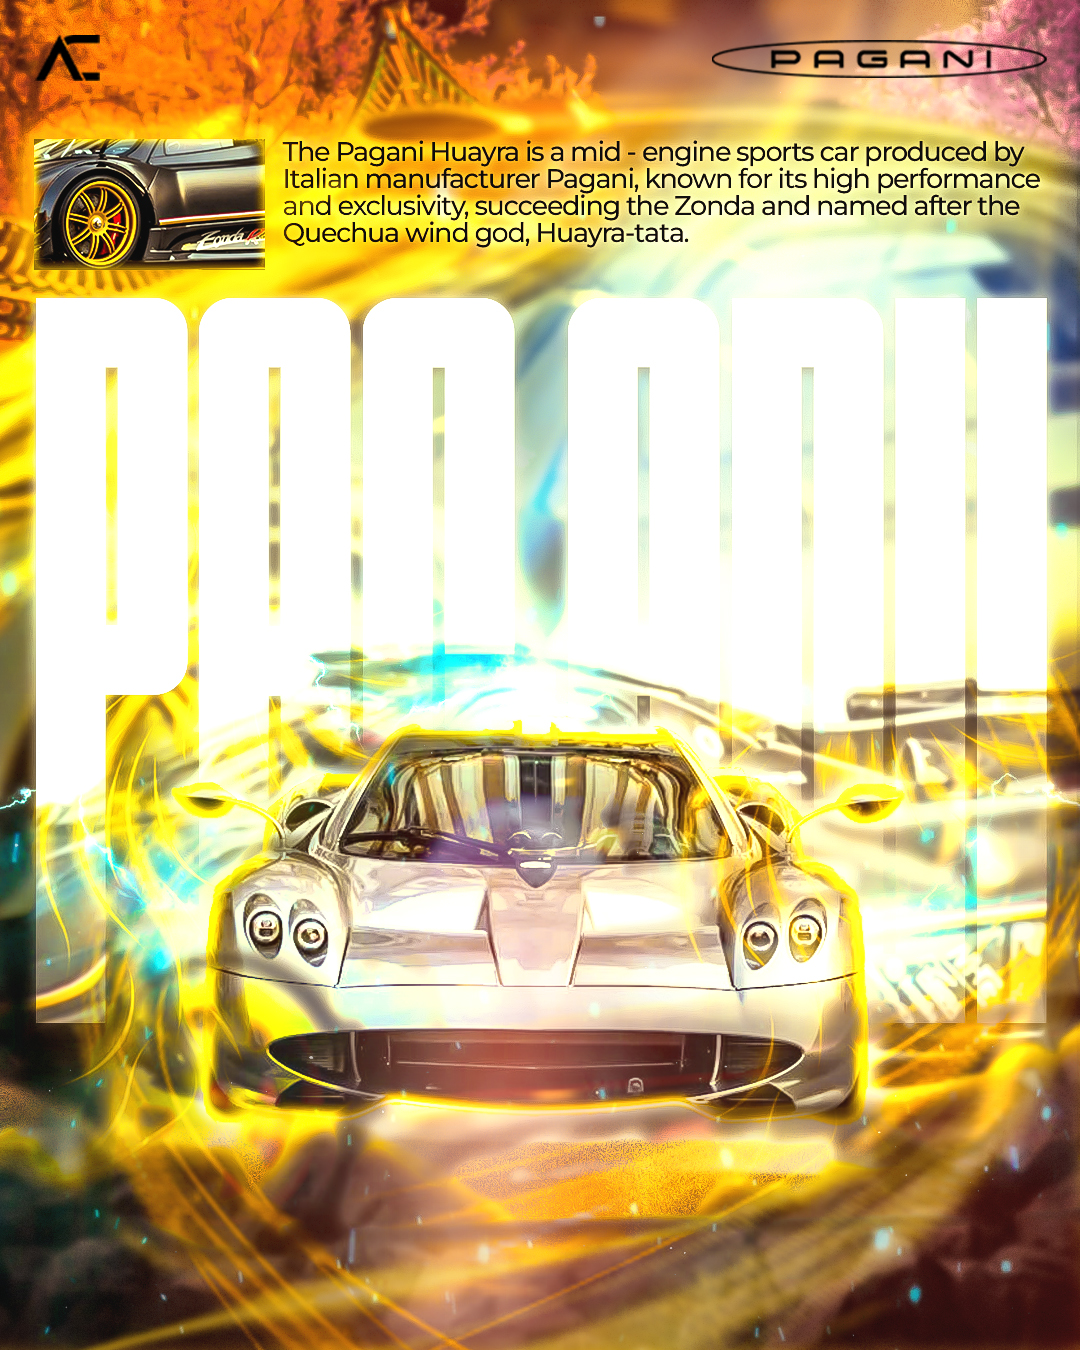 PAGANI
The Pagani Huayra is a mid - engine sports car produced by
Italian manufacturer Pagani, known for its high performance
and exclusivity, succeeding the Zonda and named after the
Quechua wind god, Huayra-tata.
Zonda